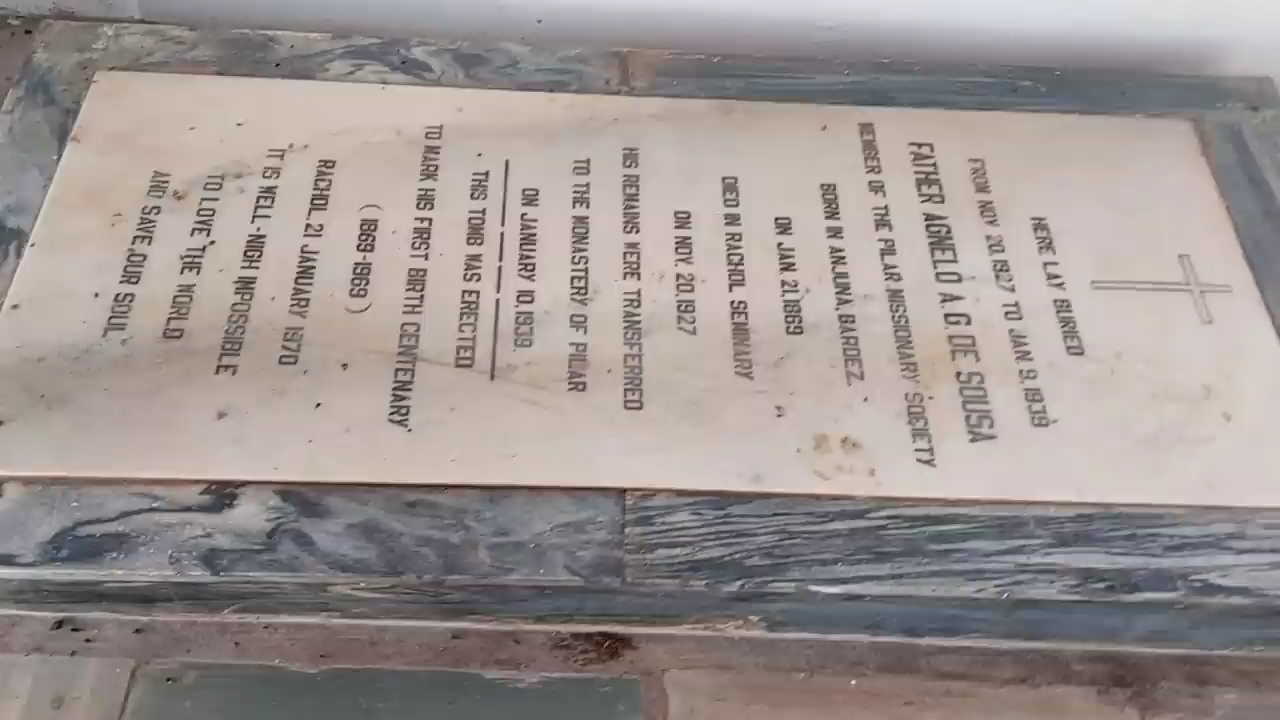 HERE LAY BURIED
FROM NOV 20.1927 TO JAN 9.1939
FATHER AGNELO A. G. DE SOUSA
MEMBER OF THE PILAR MISSIONARY SOCIETY
BORN IN ANJUNA, BARDEZ.
ON JAN. 21.1869
DIED IN RACHOL SEMINARY
ON NOV. 20.1927
HIS REMAINS WERE TRANSFERRED
TO THE MONASTERY OF PILAR
ON JANUARY 10.1939.
THIS TOMB WAS ERECTED
TO MARK HIS FIRST BIRTH CENTENARY
( 1869-1969 )
RACHOL, 21 JANUARY 1970
"IT IS WELL-NIGH IMPOSSIBLE
TO LOVE THE WORLD
AND SAVE OUR SOUL"